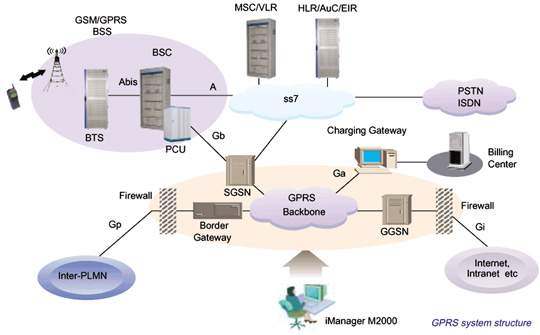 MSC/VLR
HLR/AuC/EIR
GSM/GPRS
BSS
BSC
Abis
A
BTS
PCU
ss7
PSTN
ISDN
Gb
Charging Gateway
Billing
Center
SGSN
Ga
Firewall
GPRS
Backbone
Firewall
Gp
Border
Gateway
GGSN
Gi
Inter-PLMN
Internet,
Intranet etc
iManager M2000
GPRS system structure